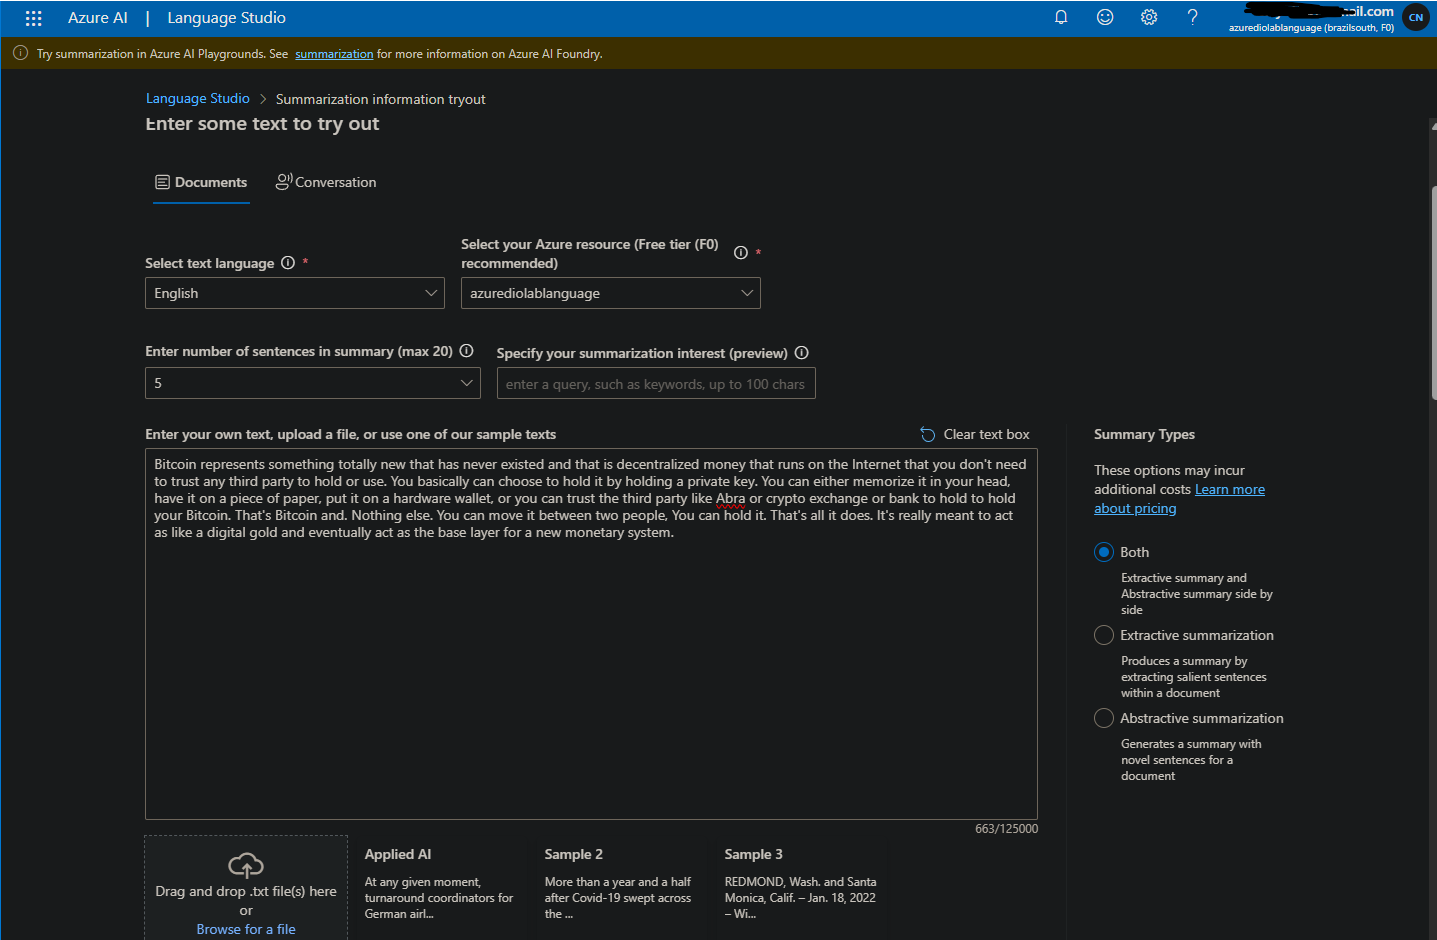 Azure AI | Language Studio
ail.com
azurediolablanguage (brazilsouth, F0)
CN
Try summarization in Azure AI Playgrounds. See summarization for more information on Azure AI Foundry.
Language Studio > Summarization information tryout
Enter some text to try out
Documents
Conversation
Select text language *
Select your Azure resource (Free tier (F0)
recommended) *
English
azurediolablanguage
Enter number of sentences in summary (max 20)
Specify your summarization interest (preview)
5
enter a query, such as keywords, up to 100 chars
Enter your own text, upload a file, or use one of our sample texts
Clear text box
Bitcoin represents something totally new that has never existed and that is decentralized money that runs on the Internet that you don't need
to trust any third party to hold or use. You basically can choose to hold it by holding a private key. You can either memorize it in your head,
have it on a piece of paper, put it on a hardware wallet, or you can trust the third party like Abra or crypto exchange or bank to hold to hold
your Bitcoin. That's Bitcoin and. Nothing else. You can move it between two people, You can hold it. That's all it does. It's really meant to act
as like a digital gold and eventually act as the base layer for a new monetary system.
663/125000
Summary Types
These options may incur
additional costs Learn more
about pricing
Both
Extractive summary and
Abstractive summary side by
side
Extractive summarization
Produces a summary by
extracting salient sentences
within a document
Abstractive summarization
Generates a summary with
novel sentences for a
document
Drag and drop .txt file(s) here
or
Browse for a file
Applied AI
At any given moment,
turnaround coordinators for
German airl...
Sample 2
More than a year and a half
after Covid-19 swept across
the ...
Sample 3
REDMOND, Wash. and Santa
Monica, Calif. – Jan. 18, 2022
– Wi...